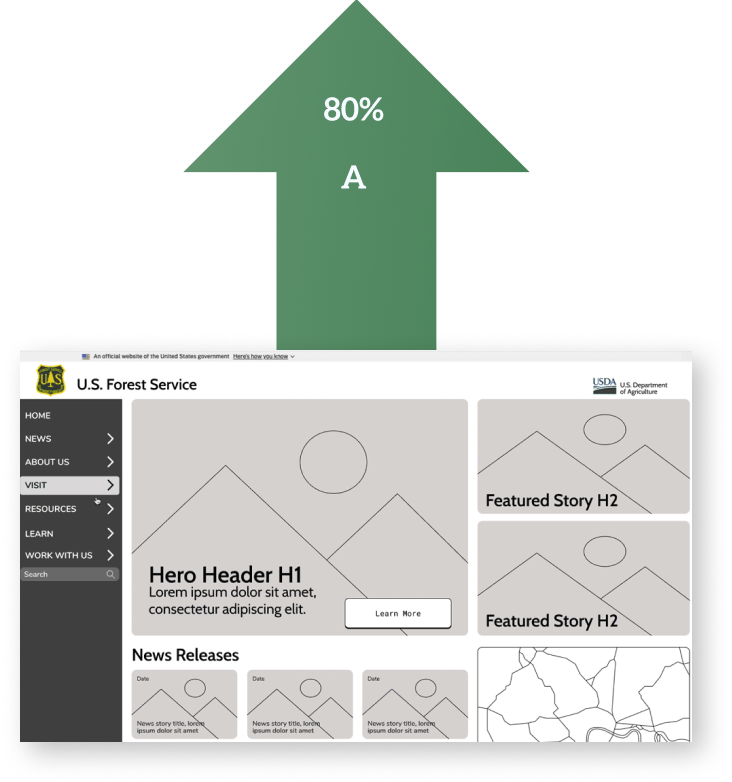 80%
A
An official website of the United States government Here's how you know
U.S. Forest Service
USDA U.S. Department
of Agriculture
HOME
NEWS
ABOUT US
VISIT
RESOURCES
LEARN
WORK WITH US
Search
Hero Header H1
Lorem ipsum dolor sit amet,
consectetur adipiscing elit.
Learn More
Featured Story H2
Featured Story H2
News Releases
Date
News story title, lorem
ipsum dolor sit amet
Date
News story title, lorem
ipsum dolor sit amet
Date
News story title, lorem
ipsum dolor sit amet